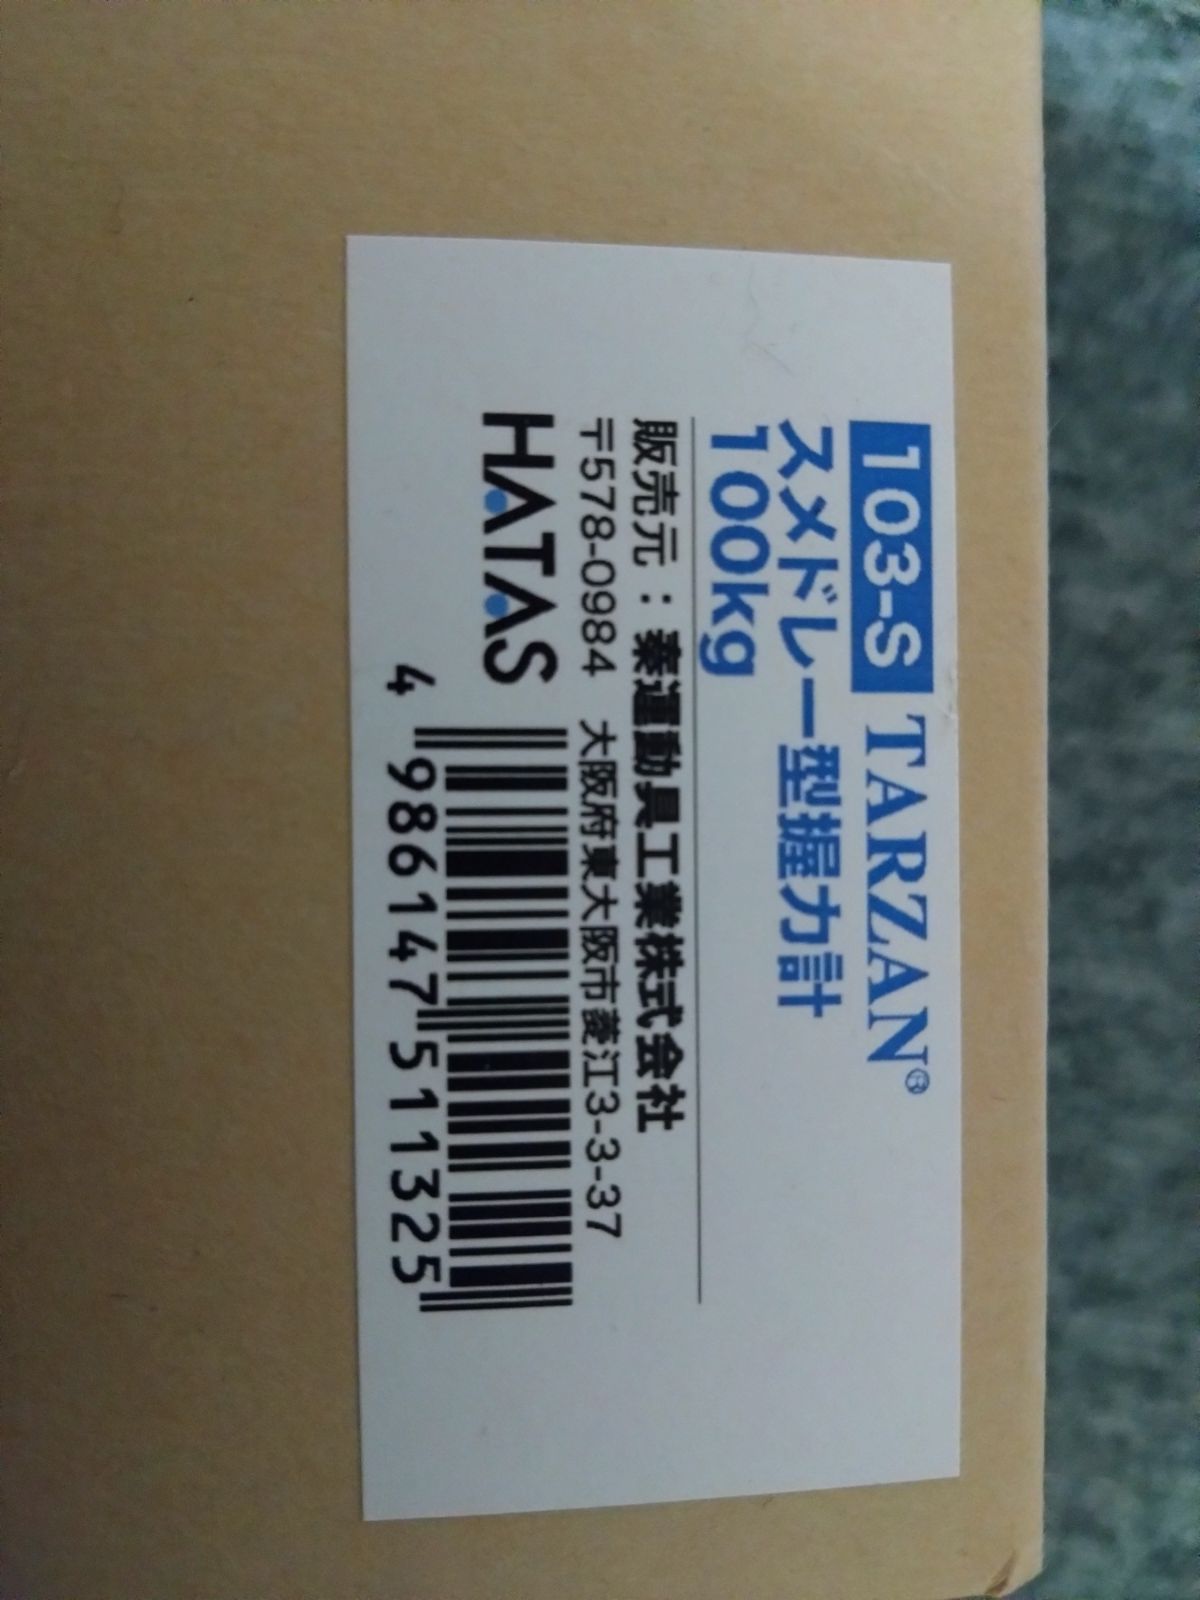 103-S TARZAN®
スメドレー型握力計
100kg
販売元：秦運動具工業株式会社
〒578-0984 大阪府東大阪市菱江3-3-37
HATAS
4 986147 511325